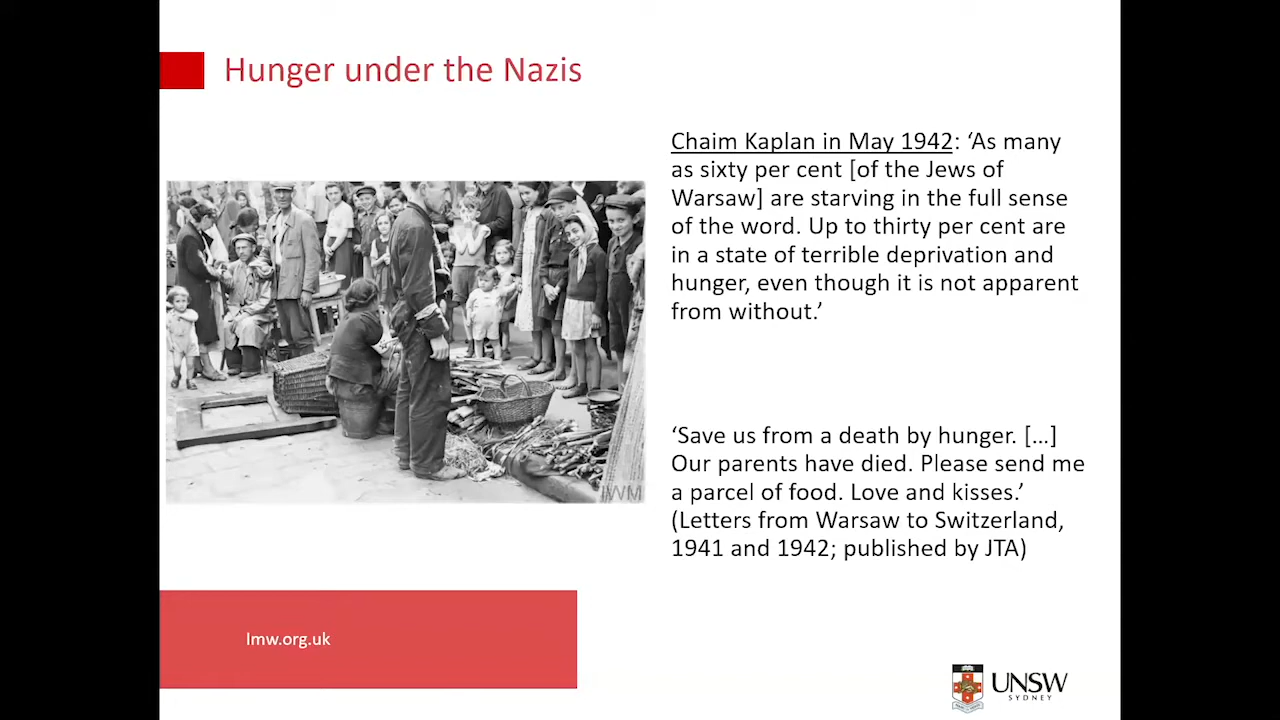 Hunger under the Nazis
Chaim Kaplan in May 1942: ‘As many
as sixty per cent [of the Jews of
Warsaw] are starving in the full sense
of the word. Up to thirty per cent are
in a state of terrible deprivation and
hunger, even though it is not apparent
from without.’
‘Save us from a death by hunger. […]
Our parents have died. Please send me
a parcel of food. Love and kisses.’
(Letters from Warsaw to Switzerland,
1941 and 1942; published by JTA)
IWM
Imw.org.uk
UNSW
SYDNEY